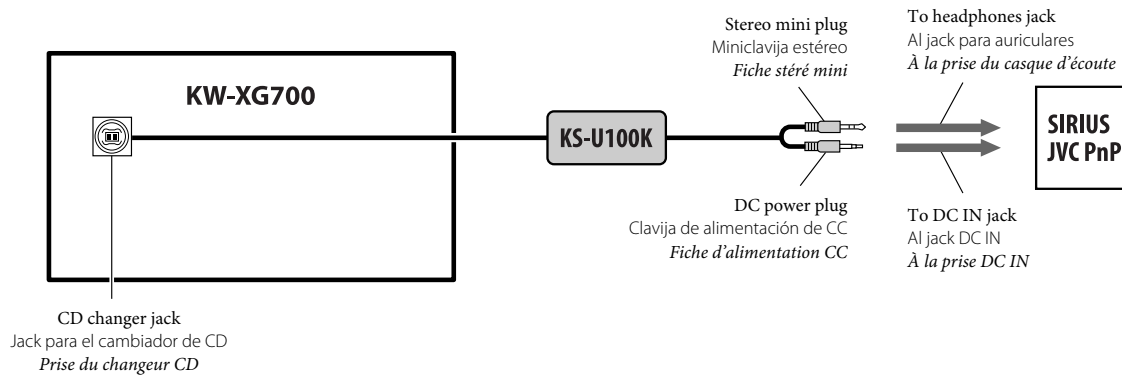 Stereo mini plug
Miniclavija estéreo
Fiche stéré mini
To headphones jack
Al jack para auriculares
À la prise du casque d'écoute
KW-XG700
KS-U100K
SIRIUS
JVC PnP
DC power plug
Clavija de alimentación de CC
Fiche d'alimentation CC
To DC IN jack
Al jack DC IN
À la prise DC IN
CD changer jack
Jack para el cambiador de CD
Prise du changeur CD